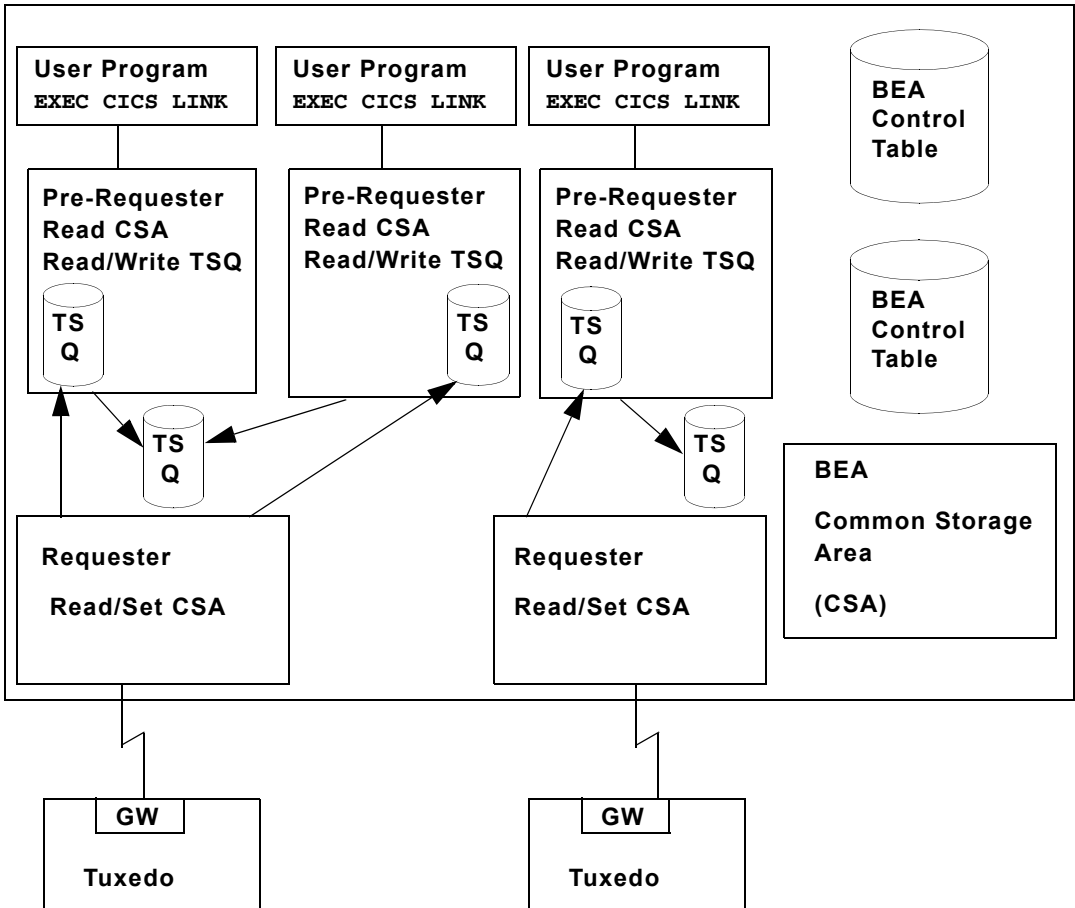 User Program
EXEC CICS LINK
User Program
EXEC CICS LINK
User Program
EXEC CICS LINK
BEA
Control
Table
Pre-Requester
Read CSA
Read/Write TSQ
TS
Q
Pre-Requester
Read CSA
Read/Write TSQ
TS
Q
Pre-Requester
Read CSA
Read/Write TSQ
TS
Q
BEA
Control
Table
TS
Q
TS
Q
BEA
Common Storage
Area
(CSA)
Requester
Read/Set CSA
Requester
Read/Set CSA
GW
Tuxedo
GW
Tuxedo